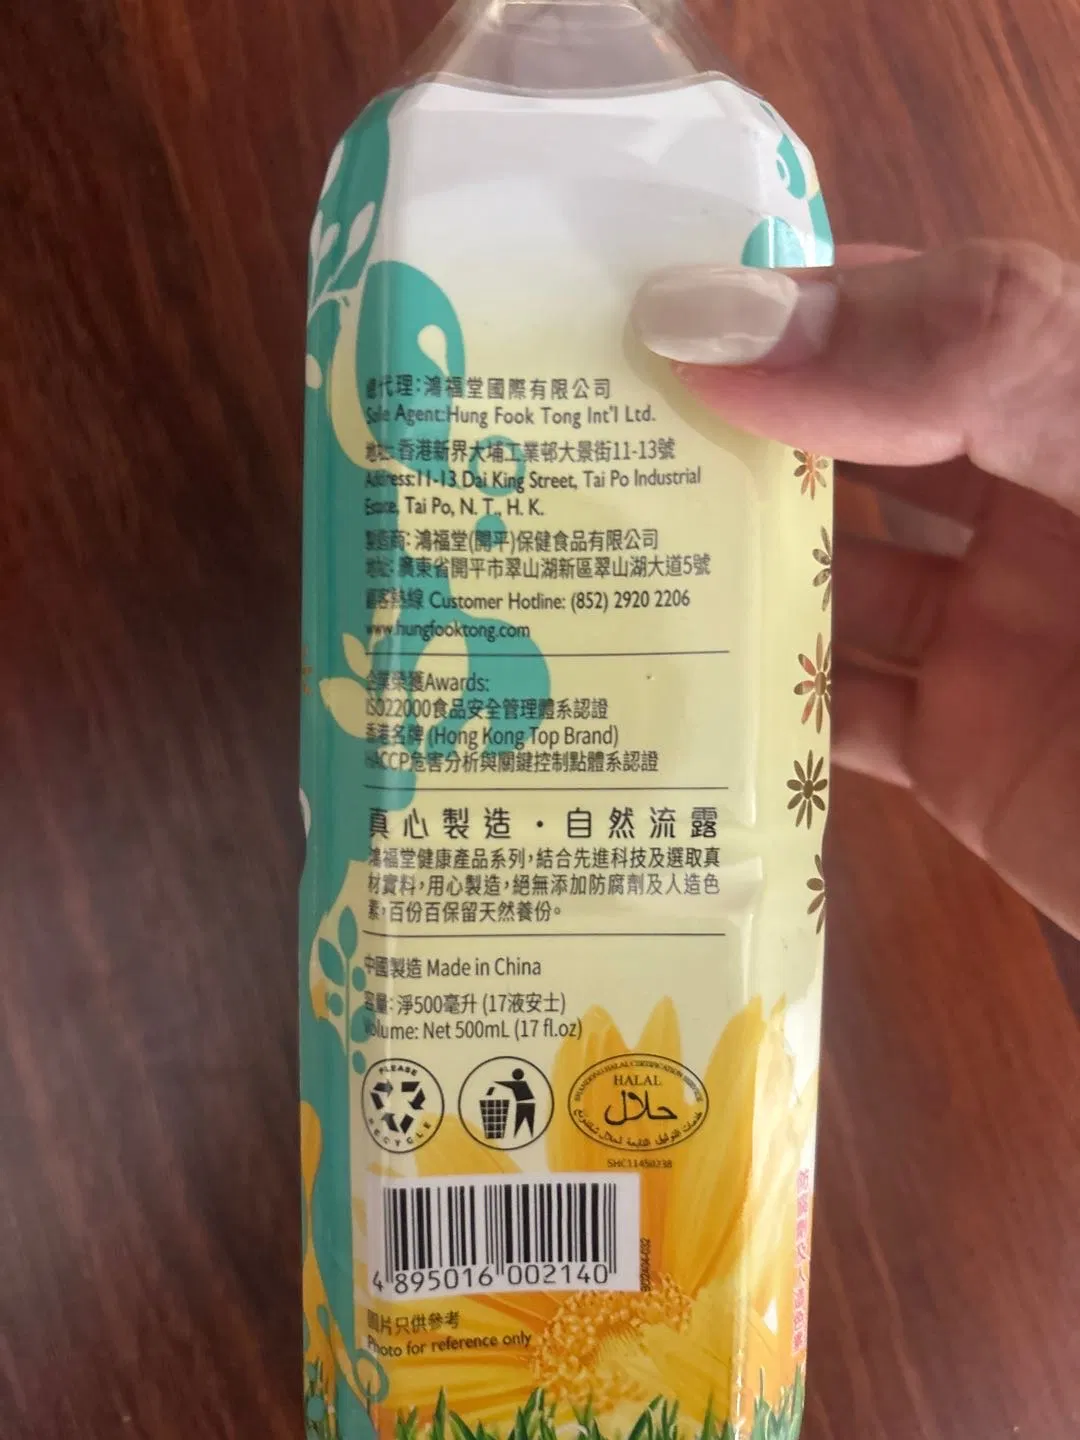 總代理:鴻福堂國際有限公司
Sole Agent:Hung Fook Tong Int'l Ltd.
地址:香港新界大埔工業邨大景街11-13號
Address:11-13 Dai King Street, Tai Po Industrial
Estate, Tai Po, N. T., H. K.
製造商:鴻福堂(開平)保健食品有限公司
地址:廣東省開平市翠山湖新區翠山湖大道5號
顧客熱線 Customer Hotline: (852) 2920 2206
www.hungfooktong.com
企業榮獲Awards:
ISO22000食品安全管理體系認證
香港名牌 (Hong Kong Top Brand)
HACCP危害分析與關鍵控制點體系認證
真心製造・自然流露
鴻福堂健康產品系列,結合先進科技及選取真
材實料,用心製造,絕無添加防腐劑及人造色
素,百份百保留天然養份。
中國製造 Made in China
容量: 淨500毫升 (17液安士)
Volume: Net 500mL (17 fl.oz)
PLEASE
RECYCLE
SHANDONG HALAL CERTIFICATION SERVICE
HALAL
حلال
SHC11450238
4 895016 002140
圖片只供參考
Photo for reference only